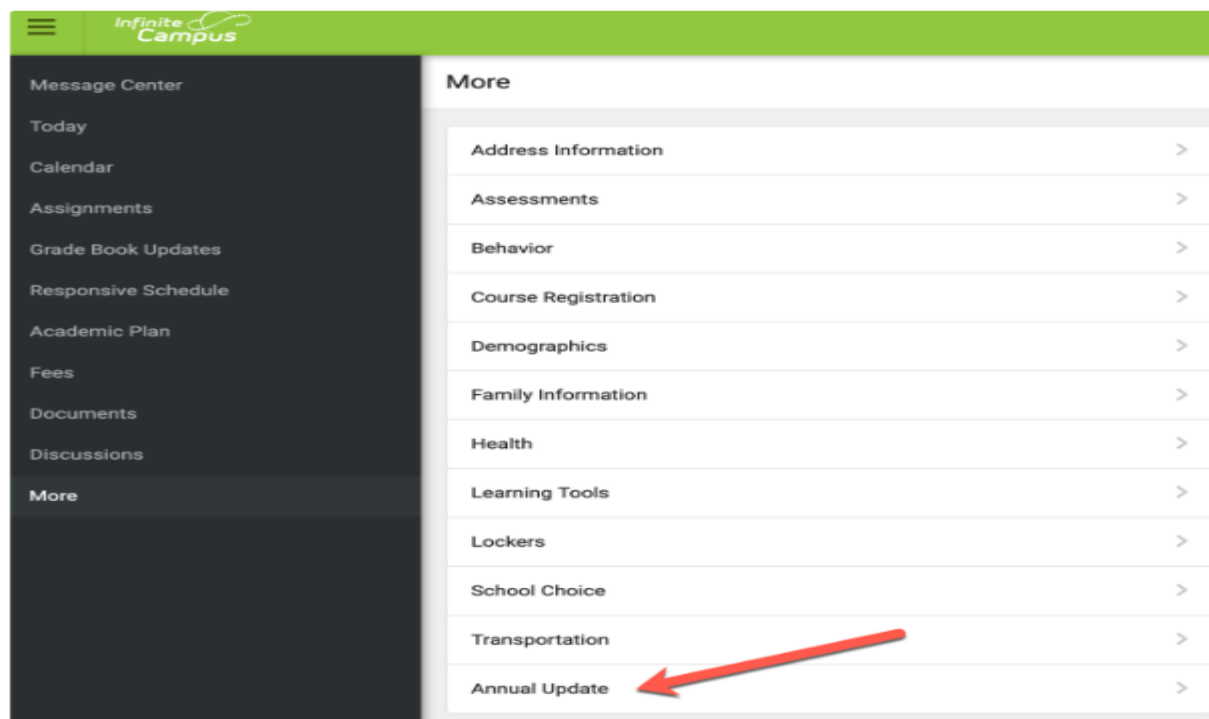 Infinite
Campus
Message Center
Today
Calendar
Assignments
Grade Book Updates
Responsive Schedule
Academic Plan
Fees
Documents
Discussions
More
More
Address Information
Assessments
Behavior
Course Registration
Demographics
Family Information
Health
Learning Tools
Lockers
School Choice
Transportation
Annual Update